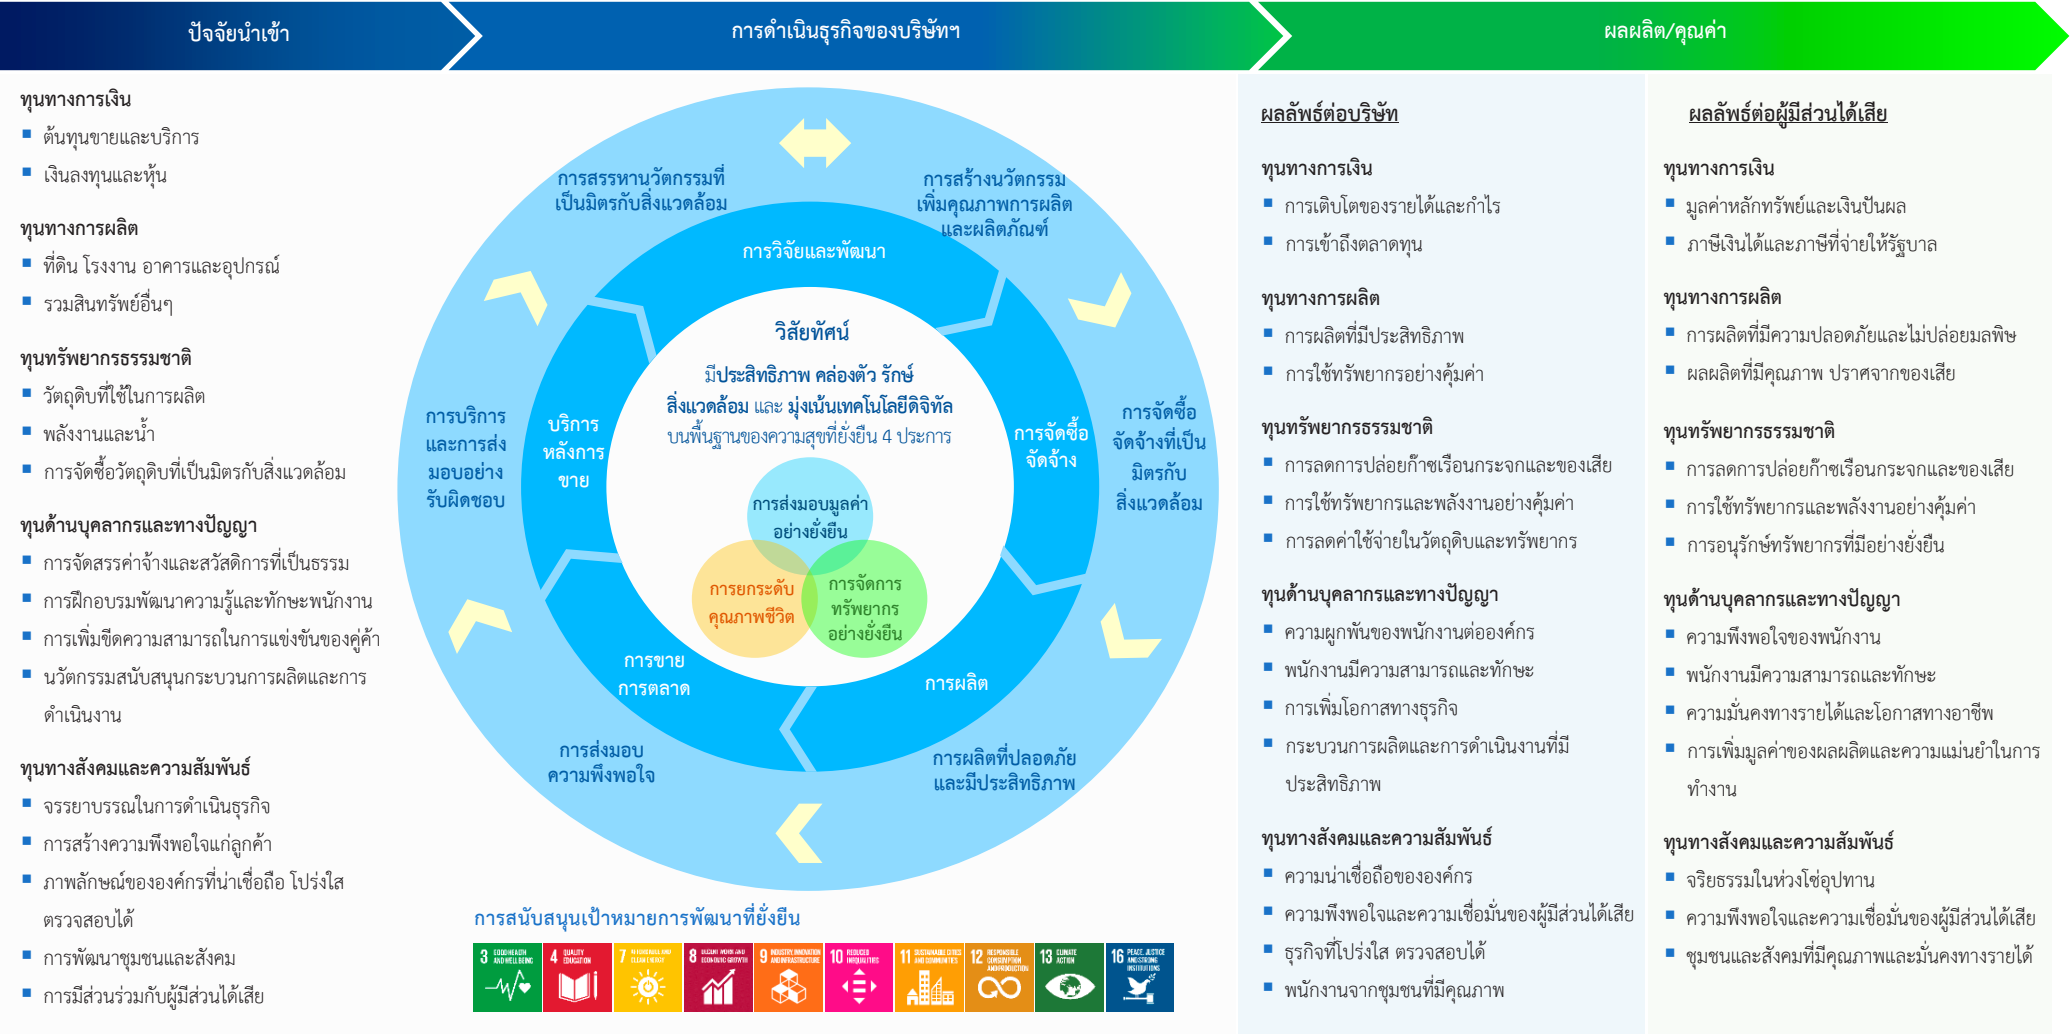 ปัจจัยนำเข้า
การดำเนินธุรกิจของบริษัทฯ
ผลผลิต/คุณค่า
ทุนทางการเงิน
ต้นทุนขายและบริการ
เงินลงทุนและหุ้น
ทุนทางการผลิต
ที่ดิน โรงงาน อาคารและอุปกรณ์
รวมสินทรัพย์อื่นๆ
ทุนทรัพยากรธรรมชาติ
วัตถุดิบที่ใช้ในการผลิต
พลังงานและน้ำ
การจัดซื้อวัตถุดิบที่เป็นมิตรกับสิ่งแวดล้อม
ทุนด้านบุคลากรและทางปัญญา
การจัดสรรค่าจ้างและสวัสดิการที่เป็นธรรม
การฝึกอบรมพัฒนาความรู้และทักษะพนักงาน
การเพิ่มขีดความสามารถในการแข่งขันของคู่ค้า
นวัตกรรมสนับสนุนกระบวนการผลิตและการ
ดำเนินงาน
ทุนทางสังคมและความสัมพันธ์
จรรยาบรรณในการดำเนินธุรกิจ
การสร้างความพึงพอใจแก่ลูกค้า
ภาพลักษณ์ขององค์กรที่น่าเชื่อถือ โปร่งใส
ตรวจสอบได้
การพัฒนาชุมชนและสังคม
การมีส่วนร่วมกับผู้มีส่วนได้เสีย
การสรรหานวัตกรรมที่
เป็นมิตรกับสิ่งแวดล้อม
การสร้างนวัตกรรม
เพิ่มคุณภาพการผลิต
และผลิตภัณฑ์
การวิจัยและพัฒนา
วิสัยทัศน์
มีประสิทธิภาพ คล่องตัว รักษ์
สิ่งแวดล้อม และ มุ่งเน้นเทคโนโลยีดิจิทัล
บนพื้นฐานของความสุขที่ยั่งยืน 4 ประการ
การบริการ
และการส่ง
มอบอย่าง
รับผิดชอบ
บริการ
หลังการ
ขาย
การจัดซื้อ
จัดจ้าง
การจัดซื้อ
จัดจ้างที่เป็น
มิตรกับ
สิ่งแวดล้อม
การส่งมอบมูลค่า
อย่างยั่งยืน
การยกระดับ
คุณภาพชีวิต
การจัดการ
ทรัพยากร
อย่างยั่งยืน
การขาย
การตลาด
การผลิต
การส่งมอบ
ความพึงพอใจ
การผลิตที่ปลอดภัย
และมีประสิทธิภาพ
การสนับสนุนเป้าหมายการพัฒนาที่ยั่งยืน
3 GOOD HEALTH
AND WELL BEING
4 QUALITY
EDUCATION
7 AFFORDABLE AND
CLEAN ENERGY
8 DECENT WORK AND
ECONOMIC GROWTH
9 INDUSTRY, INNOVATION
AND INFRASTRUCTURE
10 REDUCED
INEQUALITIES
11 SUSTAINABLE CITIES
AND COMMUNITIES
12 RESPONSIBLE
CONSUMPTION
AND PRODUCTION
13 CLIMATE
ACTION
16 PEACE, JUSTICE
AND STRONG
INSTITUTIONS
ผลลัพธ์ต่อบริษัท
ทุนทางการเงิน
การเติบโตของรายได้และกำไร
การเข้าถึงตลาดทุน
ทุนทางการผลิต
การผลิตที่มีประสิทธิภาพ
การใช้ทรัพยากรอย่างคุ้มค่า
ทุนทรัพยากรธรรมชาติ
การลดการปล่อยก๊าซเรือนกระจกและของเสีย
การใช้ทรัพยากรและพลังงานอย่างคุ้มค่า
การลดค่าใช้จ่ายในวัตถุดิบและทรัพยากร
ทุนด้านบุคลากรและทางปัญญา
ความผูกพันของพนักงานต่อองค์กร
พนักงานมีความสามารถและทักษะ
การเพิ่มโอกาสทางธุรกิจ
กระบวนการผลิตและการดำเนินงานที่มี
ประสิทธิภาพ
ทุนทางสังคมและความสัมพันธ์
ความน่าเชื่อถือขององค์กร
ความพึงพอใจและความเชื่อมั่นของผู้มีส่วนได้เสีย
ธุรกิจที่โปร่งใส ตรวจสอบได้
พนักงานจากชุมชนที่มีคุณภาพ
ผลลัพธ์ต่อผู้มีส่วนได้เสีย
ทุนทางการเงิน
มูลค่าหลักทรัพย์และเงินปันผล
ภาษีเงินได้และภาษีที่จ่ายให้รัฐบาล
ทุนทางการผลิต
การผลิตที่มีความปลอดภัยและไม่ปล่อยมลพิษ
ผลผลิตที่มีคุณภาพ ปราศจากของเสีย
ทุนทรัพยากรธรรมชาติ
การลดการปล่อยก๊าซเรือนกระจกและของเสีย
การใช้ทรัพยากรและพลังงานอย่างคุ้มค่า
การอนุรักษ์ทรัพยากรที่มีอย่างยั่งยืน
ทุนด้านบุคลากรและทางปัญญา
ความพึงพอใจของพนักงาน
พนักงานมีความสามารถและทักษะ
ความมั่นคงทางรายได้และโอกาสทางอาชีพ
การเพิ่มมูลค่าของผลผลิตและความแม่นยำในการ
ทำงาน
ทุนทางสังคมและความสัมพันธ์
จริยธรรมในห่วงโซ่อุปทาน
ความพึงพอใจและความเชื่อมั่นของผู้มีส่วนได้เสีย
ชุมชนและสังคมที่มีคุณภาพและมั่นคงทางรายได้